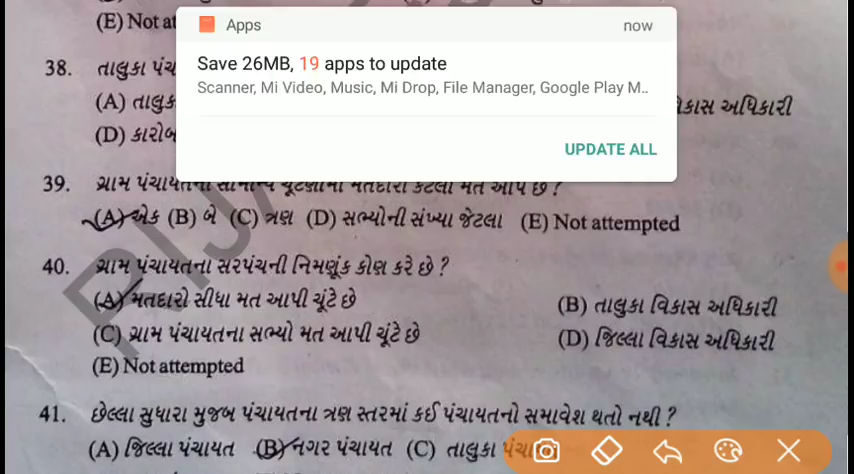 (E) Not at
Apps
now
Save 26MB, 19 apps to update
Scanner, Mi Video, Music, Mi Drop, File Manager, Google Play M..
UPDATE ALL
38. તાલુકા પંચ
(A) તાલુક
વિકાસ અધિકારી
(D) કારોબ
39. ગ્રામ પંચાયતની સામાન્ય ચૂંટણીમાં મતદારો કેટલા મત આપે છે ?
(A) એક (B) બે (C) ત્રણ (D) સભ્યોની સંખ્યા જેટલા (E) Not attempted
40. ગ્રામ પંચાયતના સરપંચની નિમણૂંક કોણ કરે છે ?
(A) મતદારો સીધા મત આપી ચૂંટે છે (B) તાલુકા વિકાસ અધિકારી
(C) ગ્રામ પંચાયતના સભ્યો મત આપી ચૂંટે છે (D) જિલ્લા વિકાસ અધિકારી
(E) Not attempted
41. છેલ્લા સુધારા મુજબ પંચાયતના ત્રણ સ્તરમાં કઈ પંચાયતનો સમાવેશ થતો નથી ?
(A) જિલ્લા પંચાયત (B) નગર પંચાયત (C) તાલુકા પંચા